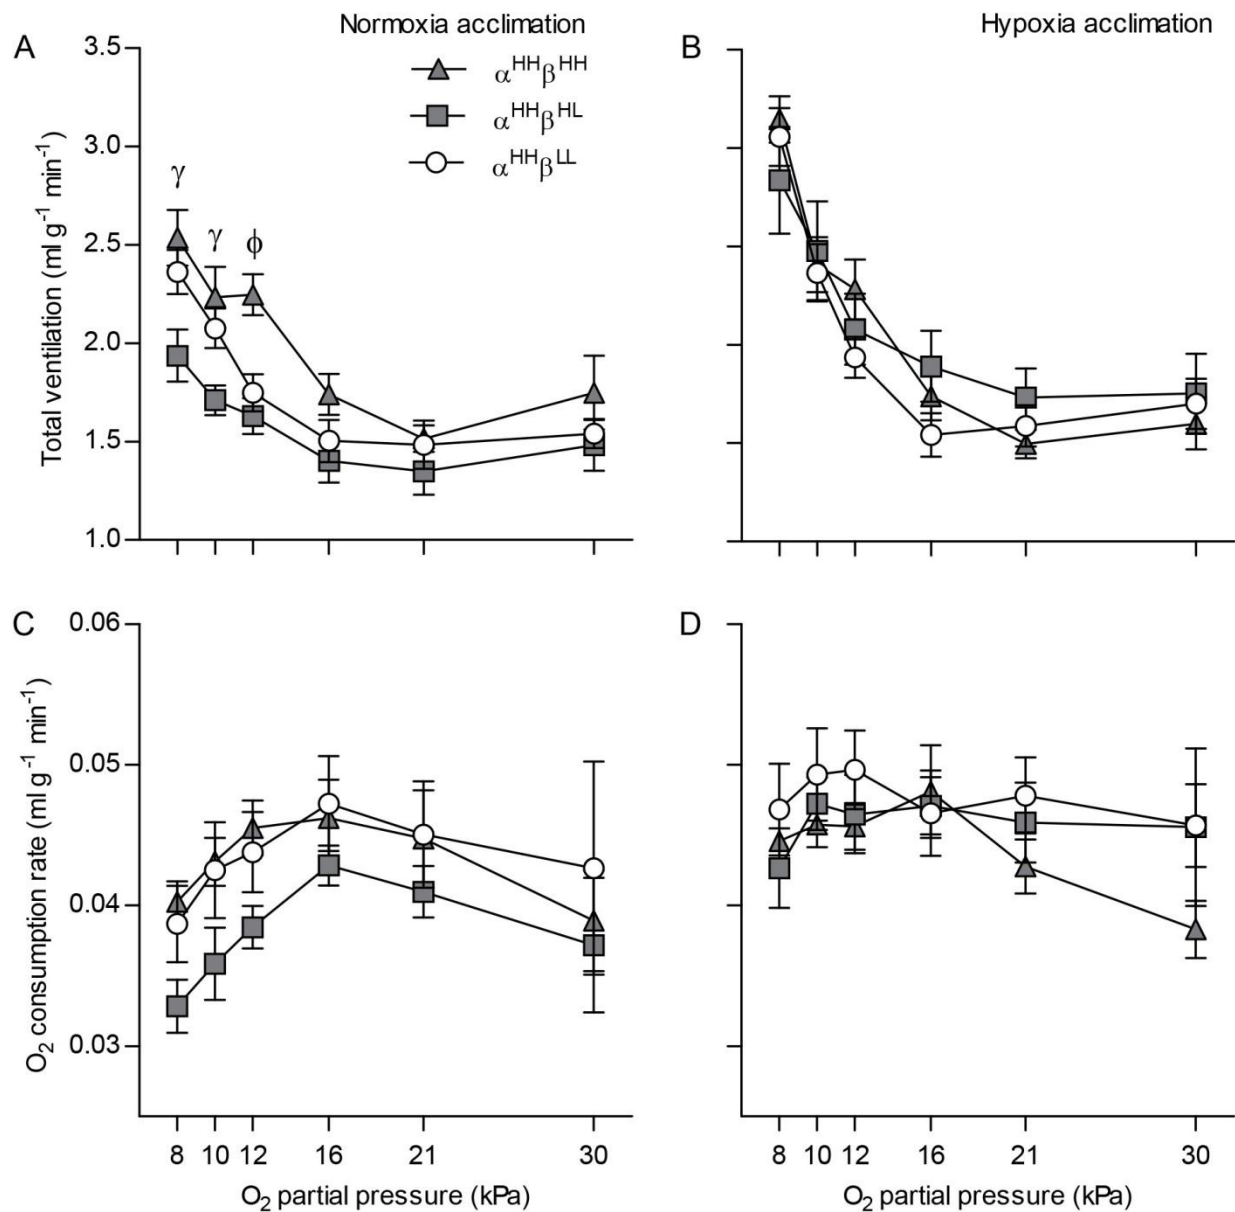 A
Normoxia acclimation
B
Hypoxia acclimation
3.5
3.0
2.5
2.0
1.5
1.0
Total ventilation (ml g⁻¹ min⁻¹)
α^HHβ^HH
α^HHβ^HL
α^HHβ^LL
γ
γ
ϕ
C
D
0.06
0.05
0.04
0.03
O₂ consumption rate (ml g⁻¹ min⁻¹)
8 10 12 16 21 30
O₂ partial pressure (kPa)
8 10 12 16 21 30
O₂ partial pressure (kPa)